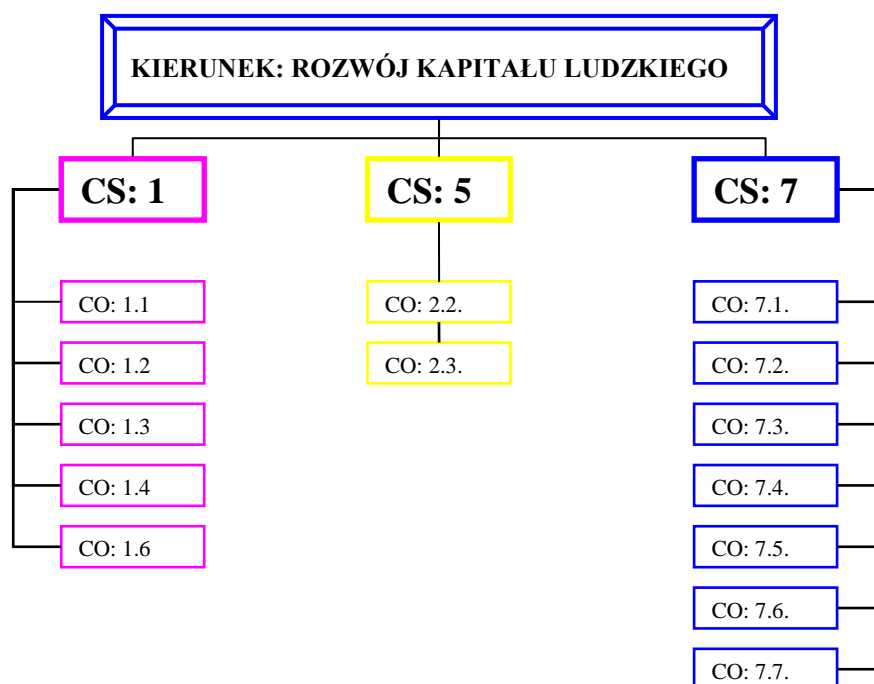 KIERUNEK: ROZWÓJ KAPITAŁU LUDZKIEGO
CS: 1
CS: 5
CS: 7
CO: 1.1
CO: 2.2.
CO: 7.1.
CO: 1.2
CO: 2.3.
CO: 7.2.
CO: 1.3
CO: 7.3.
CO: 1.4
CO: 7.4.
CO: 1.6
CO: 7.5.
CO: 7.6.
CO: 7.7.